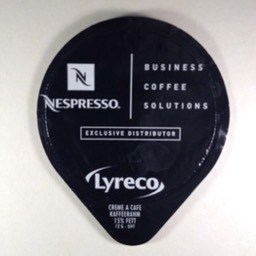 NESPRESSO.
BUSINESS
COFFEE
SOLUTIONS
EXCLUSIVE DISTRIBUTOR
Lyreco
CREME A CAFE
KAFFEERAHM
15% FETT